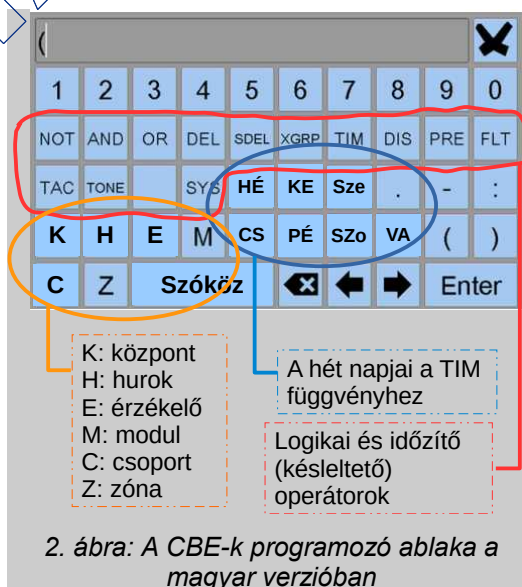 (
1 2 3 4 5 6 7 8 9 0
NOT AND OR DEL SDEL XGRP TIM DIS PRE FLT
TAC TONE SYS HÉ KE Sze . - :
K H E M CS PÉ SZo VA ( )
C Z Szóköz Enter
K: központ
H: hurok
E: érzékelő
M: modul
C: csoport
Z: zóna
A hét napjai a TIM
függvényhez
Logikai és időzítő
(késleltető)
operátorok
2. ábra: A CBE-k programozó ablaka a
magyar verzióban